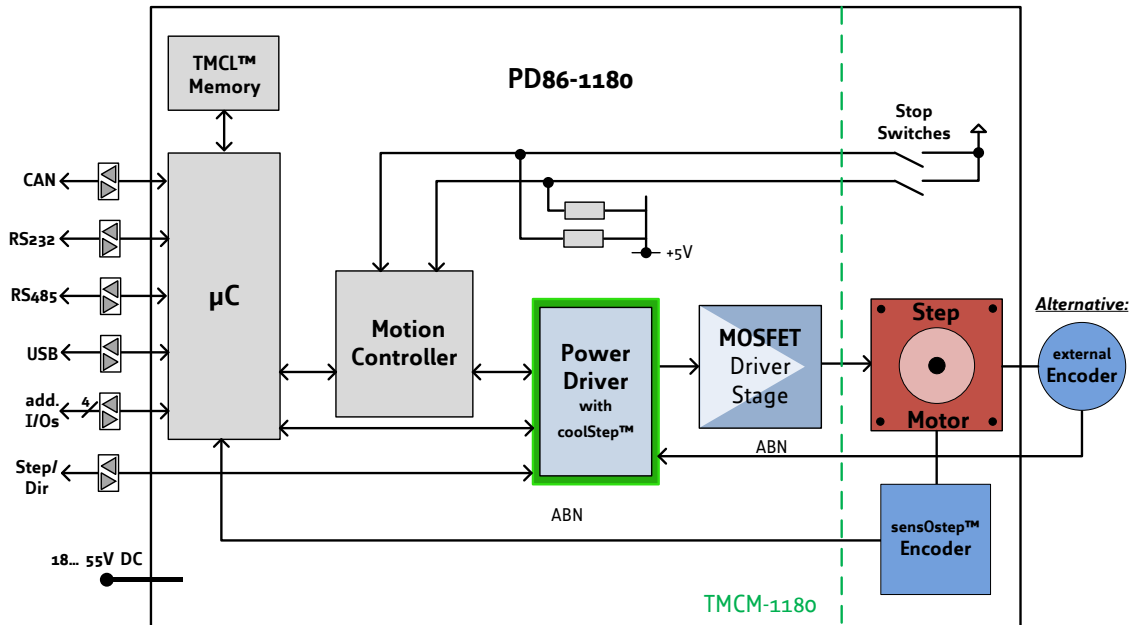 TMCL™
Memory
PD86-1180
Stop
Switches
CAN
RS232
RS485
USB
add.
I/Os
4
Step/
Dir
µC
+5V
Motion
Controller
Power
Driver
with
coolStep™
MOSFET
Driver
Stage
Step
Motor
Alternative:
external
Encoder
ABN
ABN
sensOstep™
Encoder
18... 55V DC
TMCM-1180